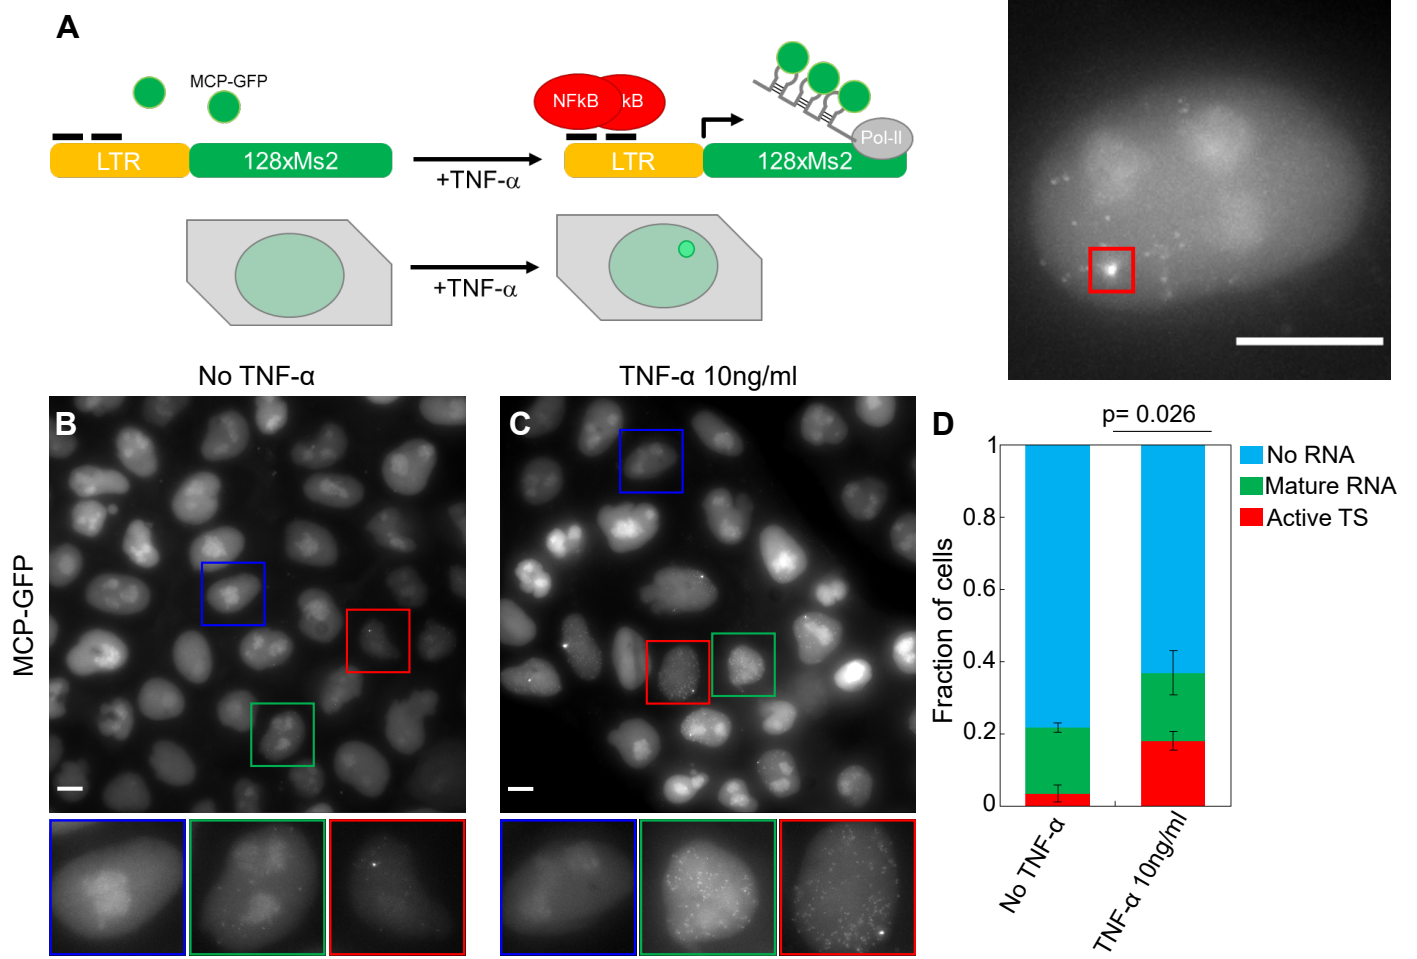 A
MCP-GFP
LTR
128xMs2
+TNF-α
NFkB
kB
Pol-II
LTR
128xMs2
+TNF-α
No TNF-α
TNF-α 10ng/ml
MCP-GFP
B
C
D
p= 0.026
Fraction of cells
1
0.8
0.6
0.4
0.2
0
No TNF-α
TNF-α 10ng/ml
No RNA
Mature RNA
Active TS